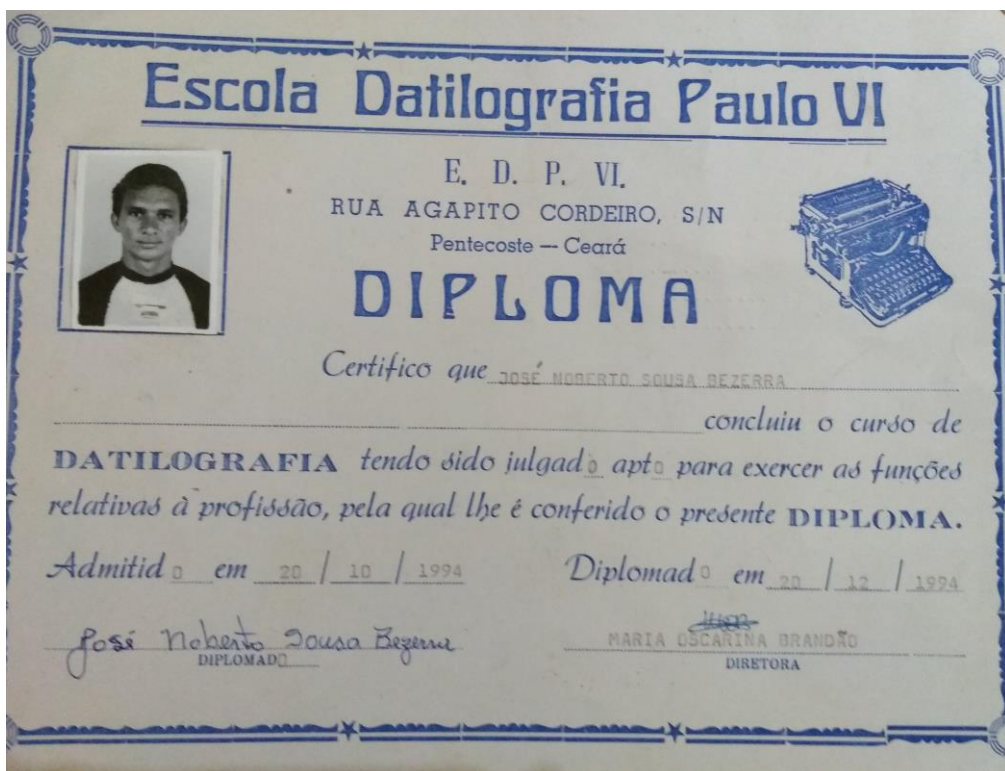 Escola Datilografia Paulo VI
E. D. P. VI.
RUA AGAPITO CORDEIRO, S/N
Pentecoste — Ceará
DIPLOMA
Certifico que JOSÉ NOBERTO SOUSA BEZERRA
concluiu o curso de
DATILOGRAFIA tendo sido julgado apto para exercer as funções
relativas à profissão, pela qual lhe é conferido o presente DIPLOMA.
Admitido em 20 / 10 / 1994 Diplomado em 20 / 12 / 1994
José Noberto Sousa Bezerra
DIPLOMADO
MARIA OSCARINA BRANDÃO
DIRETORA